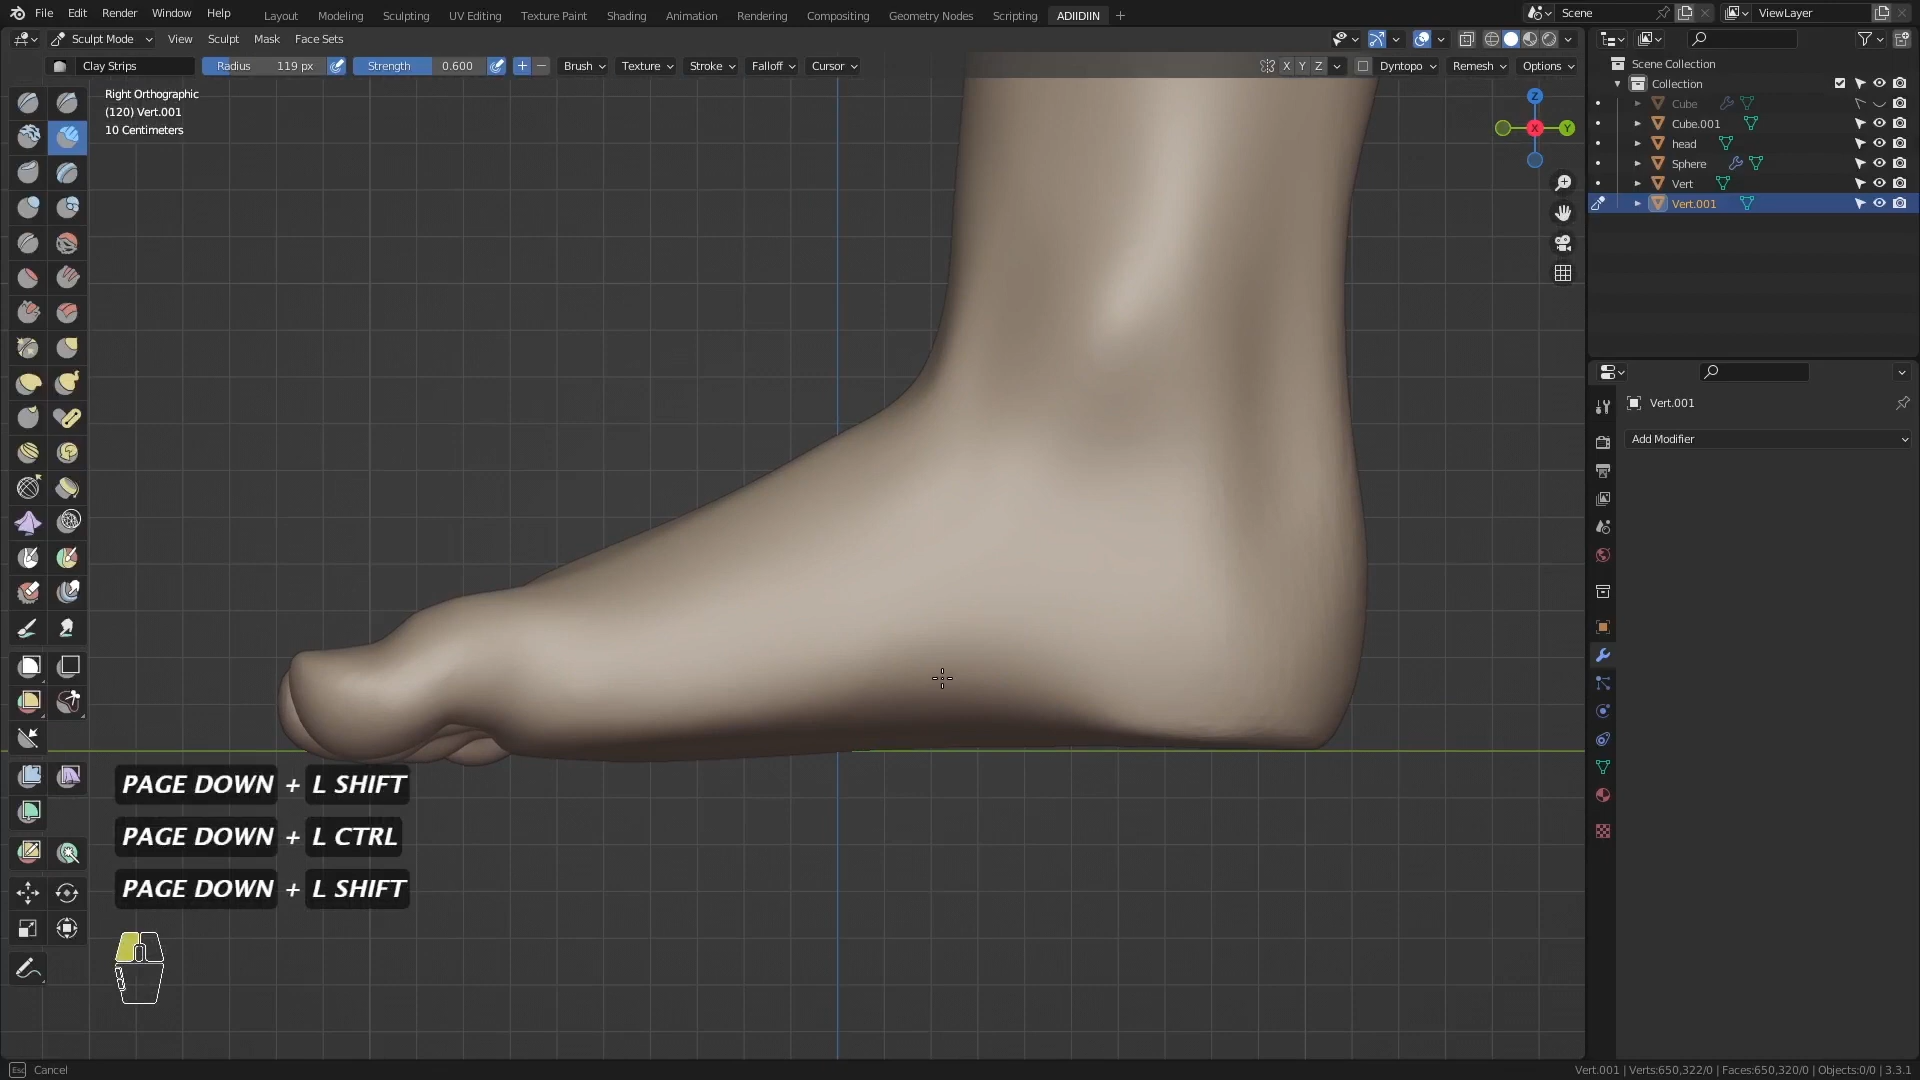 File Edit Render Window Help Layout Modeling Sculpting UV Editing Texture Paint Shading Animation Rendering Compositing Geometry Nodes Scripting ADIIDIIN Scene ViewLayer
Sculpt Mode View Sculpt Mask Face Sets
Clay Strips Radius 119 px Strength 0.600 Brush Texture Stroke Falloff Cursor X Y Z Dyntopo Remesh Options
Right Orthographic
(120) Vert.001
10 Centimeters
Z
X
Y
Scene Collection
Collection
Cube
Cube.001
head
Sphere
Vert
Vert.001
Vert.001
Add Modifier
PAGE DOWN + L SHIFT
PAGE DOWN + L CTRL
PAGE DOWN + L SHIFT
Esc Cancel
Vert.001 | Verts:650,322/0 | Faces:650,320/0 | Objects:0/0 | 3.3.1